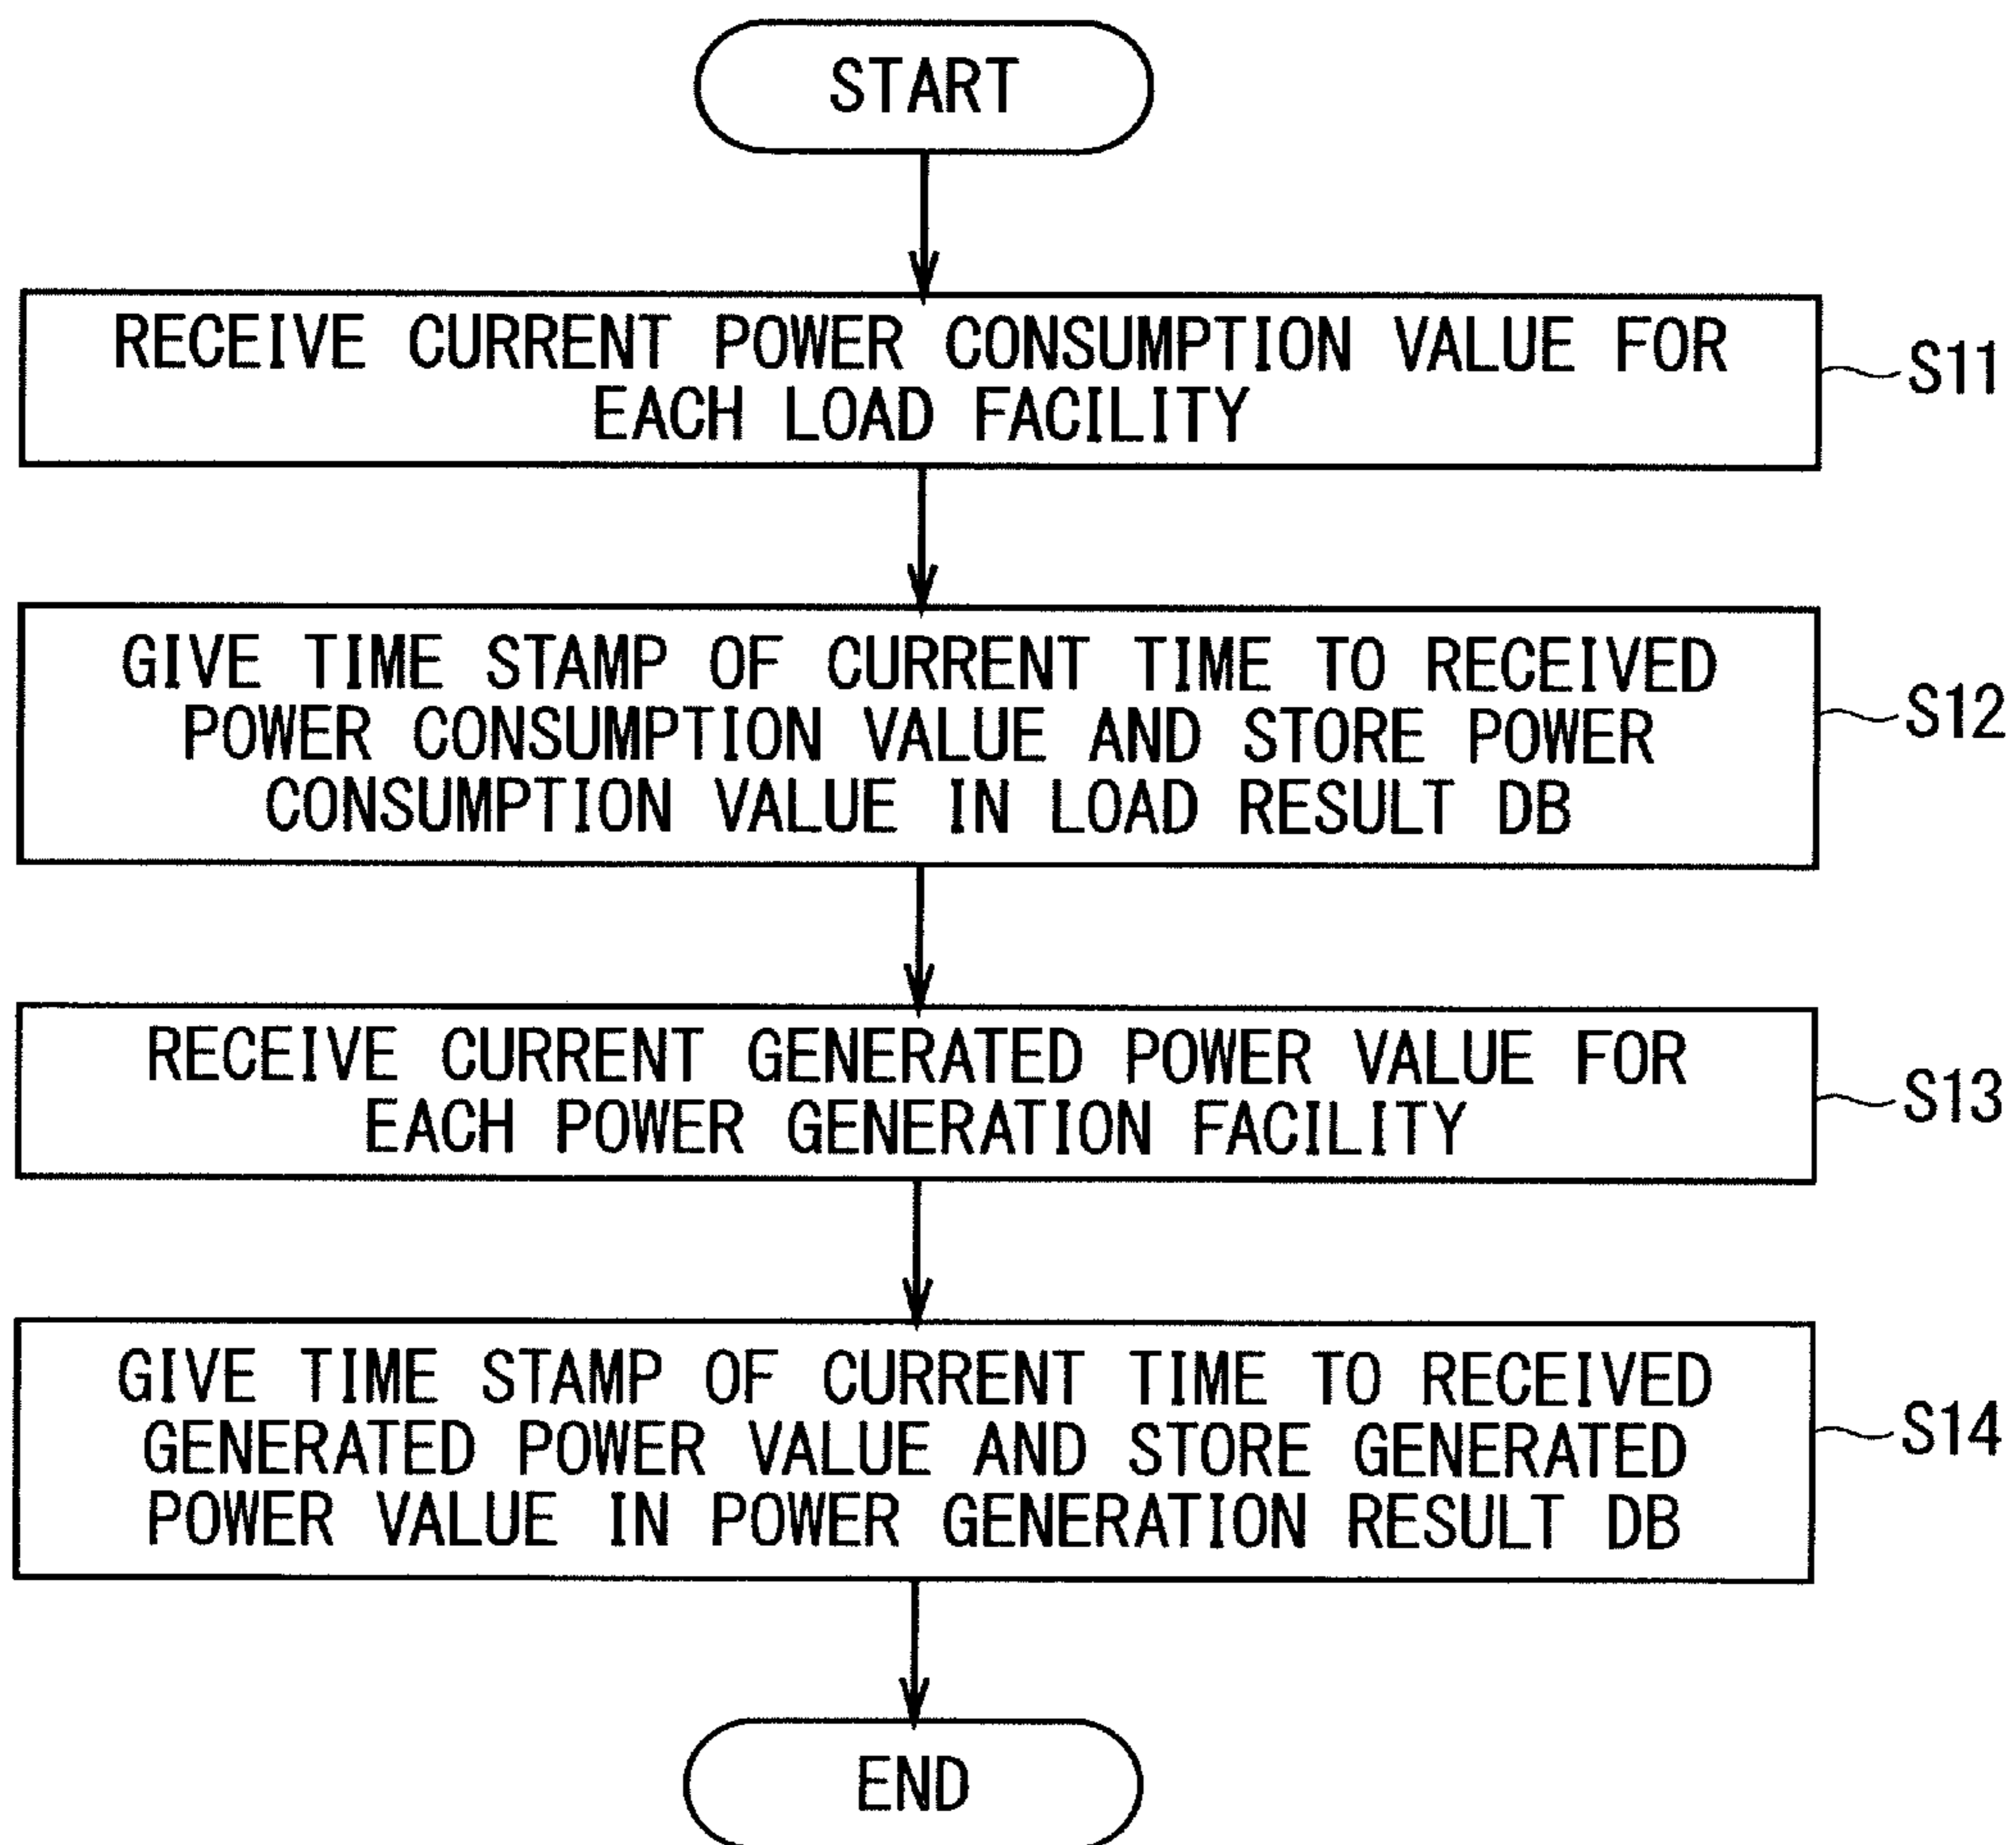 START
RECEIVE CURRENT POWER CONSUMPTION VALUE FOR
EACH LOAD FACILITY
S11
GIVE TIME STAMP OF CURRENT TIME TO RECEIVED
POWER CONSUMPTION VALUE AND STORE POWER
CONSUMPTION VALUE IN LOAD RESULT DB
S12
RECEIVE CURRENT GENERATED POWER VALUE FOR
EACH POWER GENERATION FACILITY
S13
GIVE TIME STAMP OF CURRENT TIME TO RECEIVED
GENERATED POWER VALUE AND STORE GENERATED
POWER VALUE IN POWER GENERATION RESULT DB
S14
END